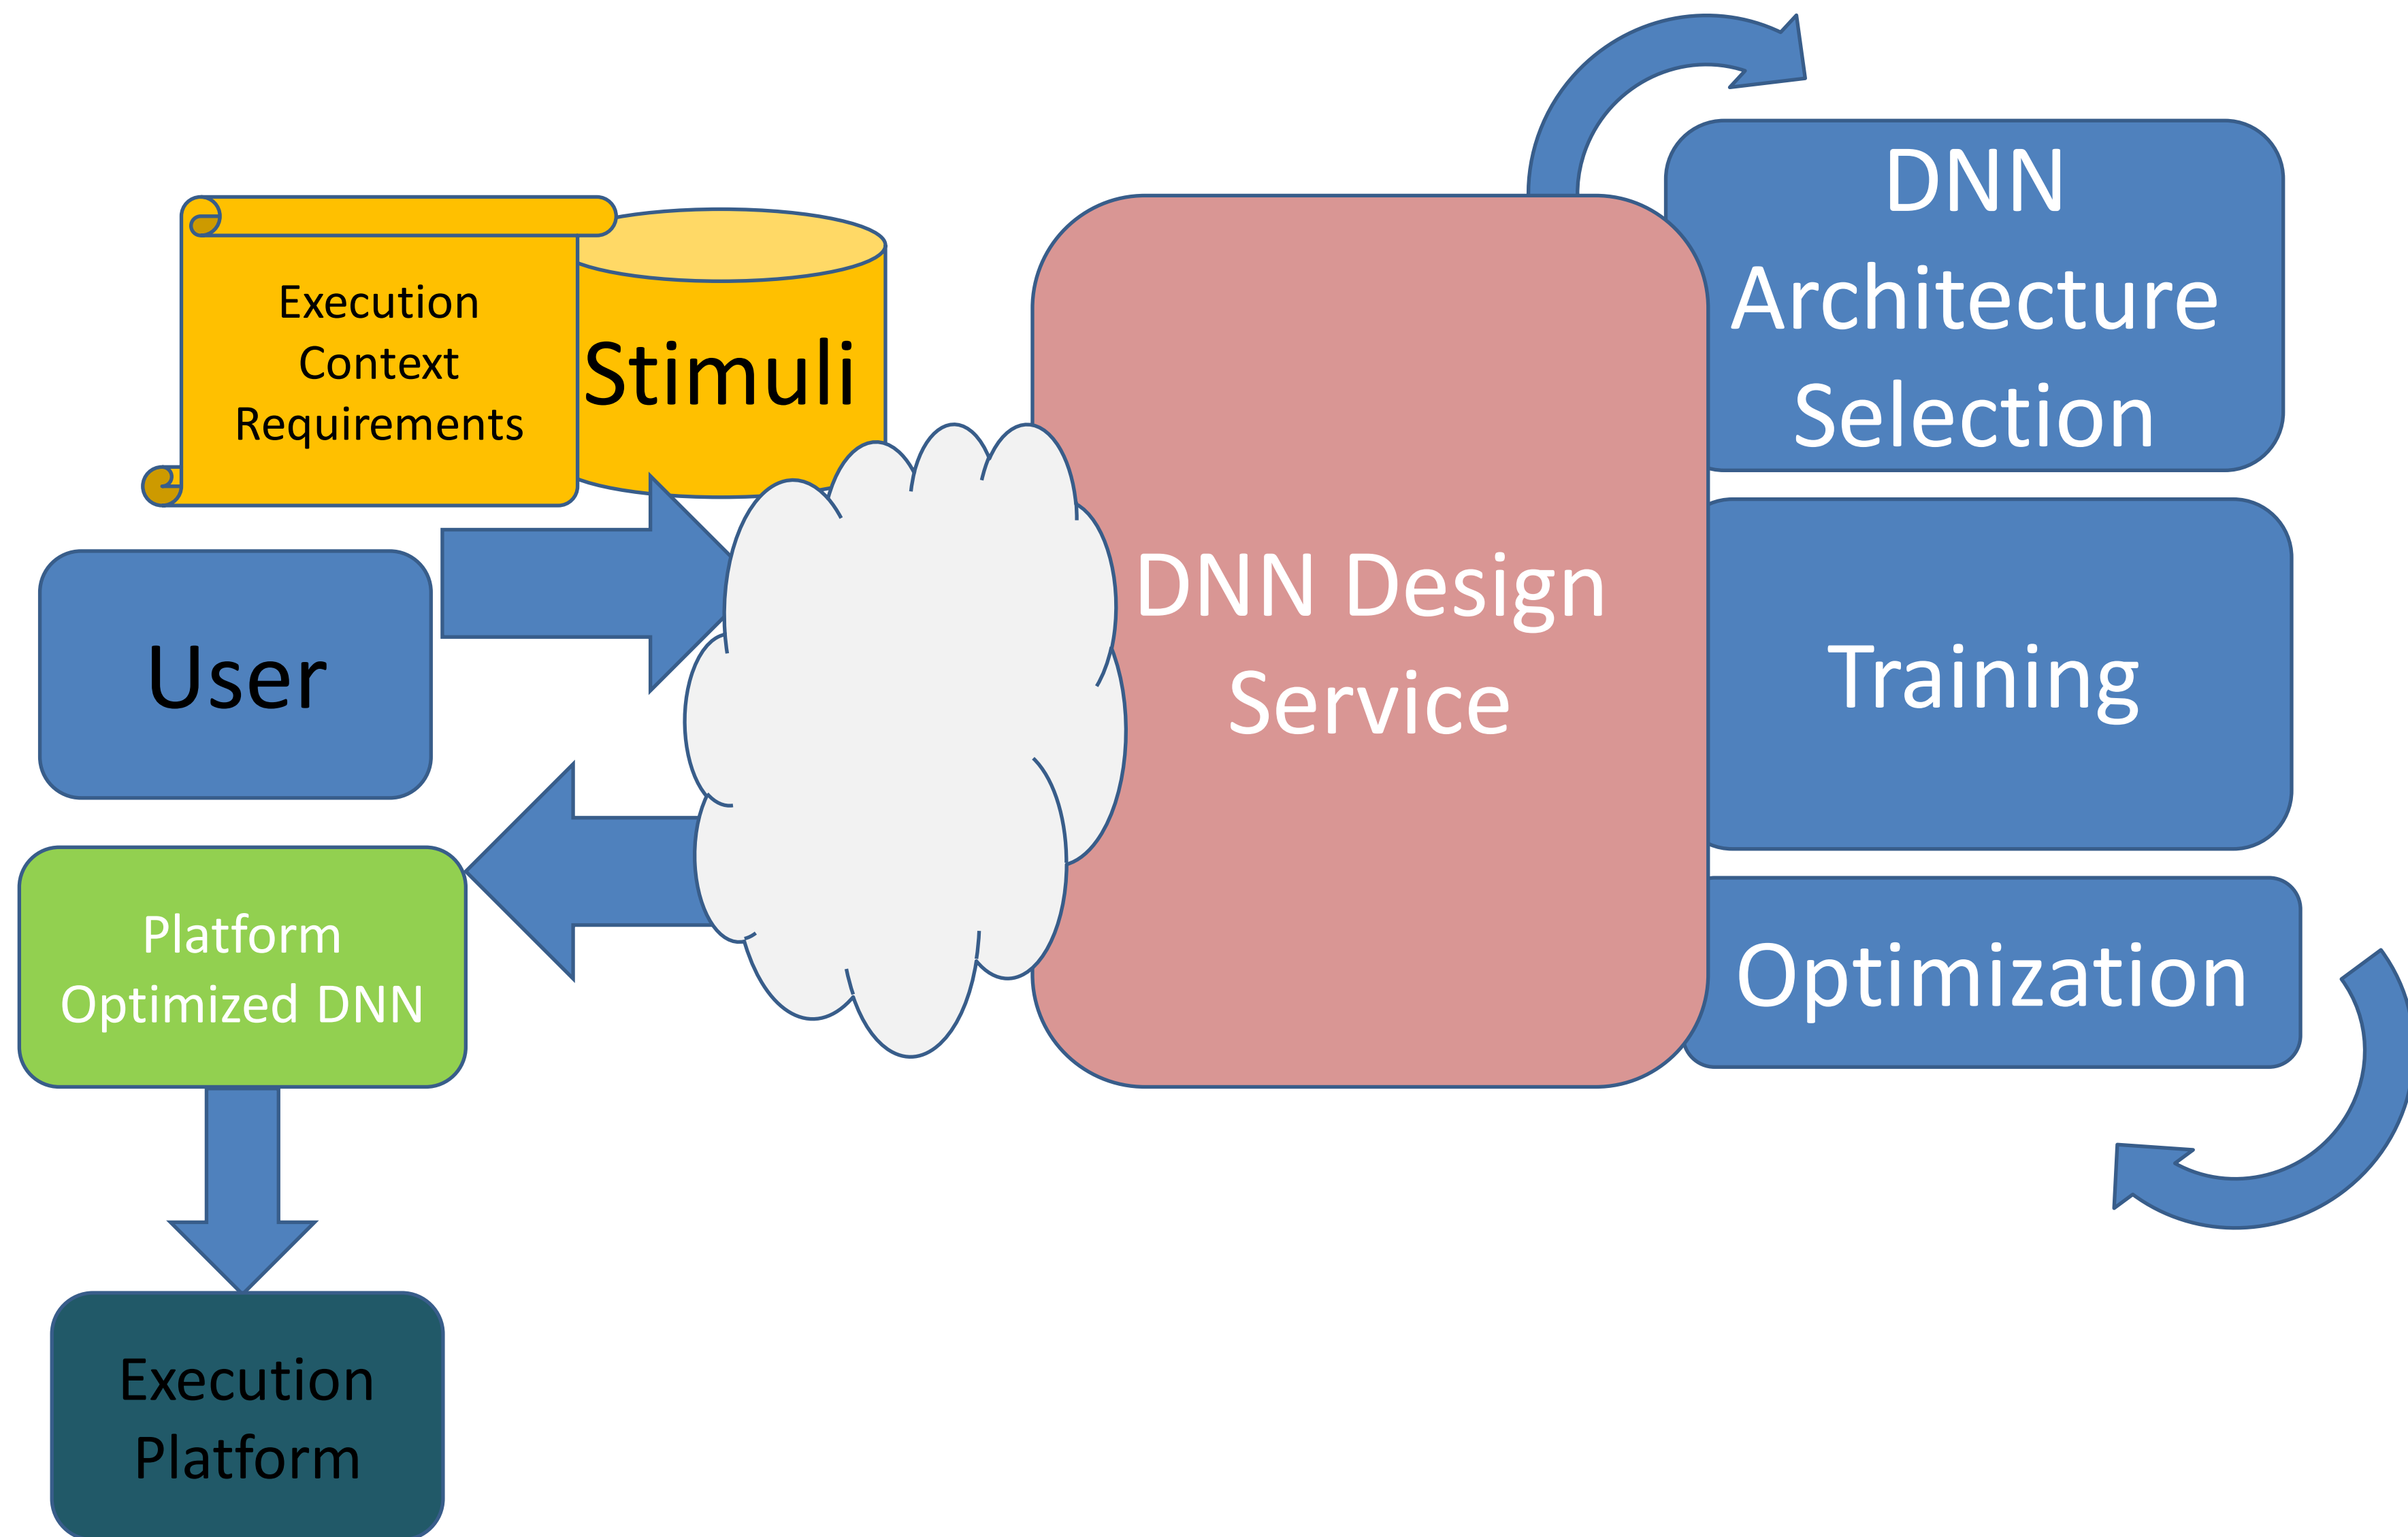 Execution
Context
Requirements
Stimuli
User
Platform
Optimized DNN
Execution
Platform
DNN Design
Service
DNN
Architecture
Selection
Training
Optimization